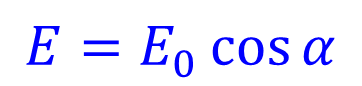 E = E₀ cos α